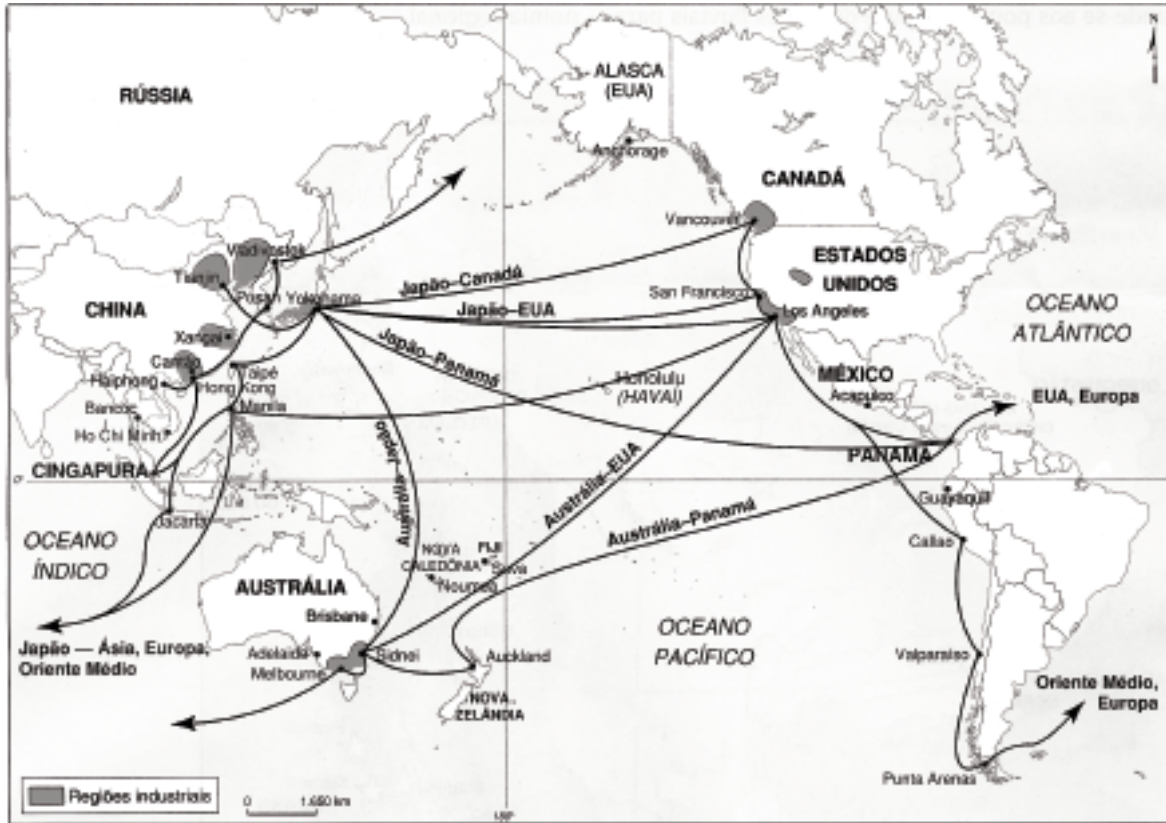 RÚSSIA
ALASCA
(EUA)
Anchorage
CANADÁ
Vancouver
ESTADOS
UNIDOS
San Francisco
Los Angeles
OCEANO
ATLÂNTICO
Vladivostok
Tianjin
CHINA
Pusan
Yokohama
Xangai
Cantão
Haiphong
Hong Kong
Taipé
Manila
Bancoc
Ho Chi Minh
CINGAPURA
Jacarta
Japão–Canadá
Japão–EUA
Japão–Panamá
Honolulu
(HAVAÍ)
MÉXICO
Acapulco
EUA, Europa
PANAMÁ
Guayaquil
Callao
Austrália–Japão
Austrália–EUA
Austrália–Panamá
0°
OCEANO
ÍNDICO
NOVA
CALEDÔNIA
Noumea
FIJI
Suva
AUSTRÁLIA
Brisbane
Adelaide
Sidnei
Melbourne
Auckland
NOVA
ZELÂNDIA
OCEANO
PACÍFICO
Japão — Ásia, Europa,
Oriente Médio
Valparaíso
Oriente Médio,
Europa
Punta Arenas
Regiões industriais
0 1.650 km
180º
N